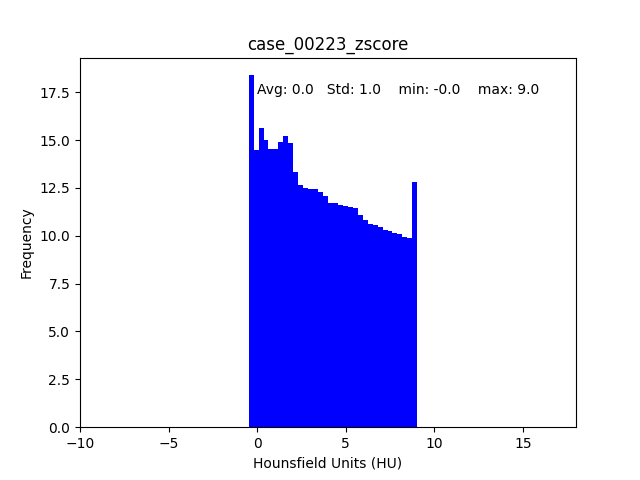 case_00223_zscore
Avg: 0.0   Std: 1.0    min: -0.0    max: 9.0
Frequency
17.5
15.0
12.5
10.0
7.5
5.0
2.5
0.0
−10 −5 0 5 10 15
Hounsfield Units (HU)